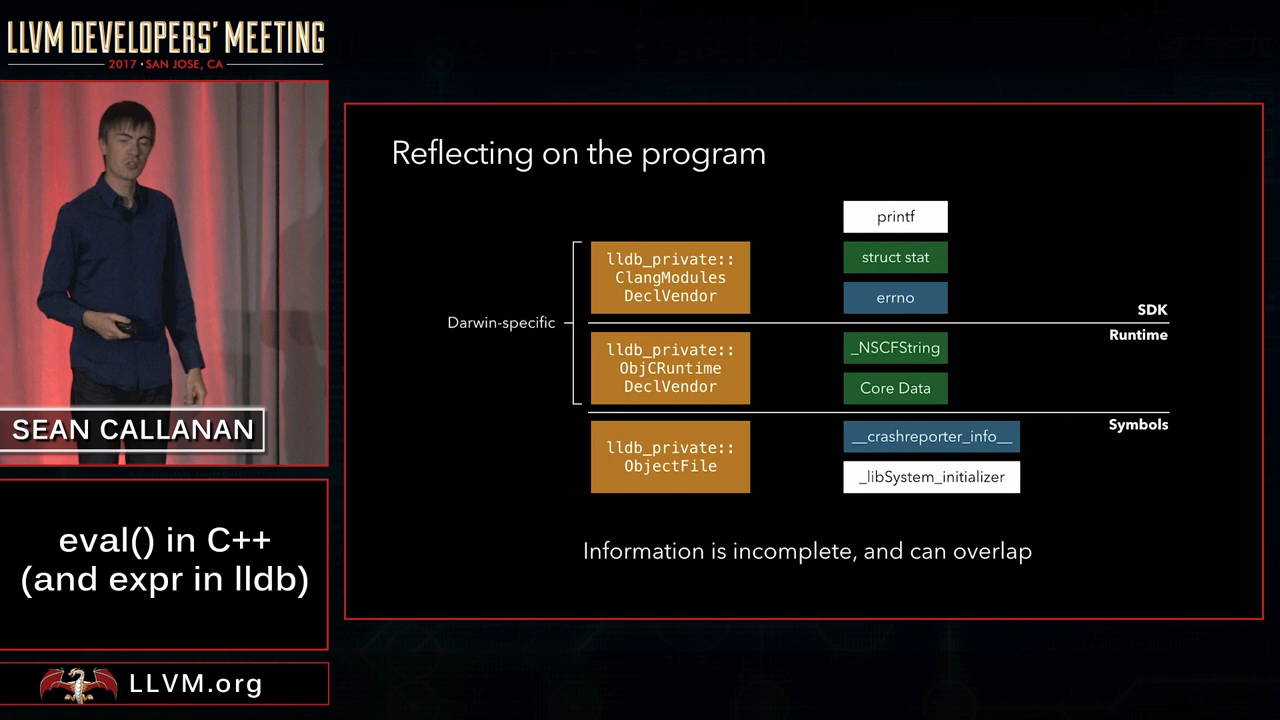 LLVM DEVELOPERS' MEETING
2017 · SAN JOSE, CA
SEAN CALLANAN
eval() in C++
(and expr in lldb)
LLVM.org
Reflecting on the program
Darwin-specific
lldb_private::
ClangModules
DeclVendor
lldb_private::
ObjCRuntime
DeclVendor
lldb_private::
ObjectFile
printf
struct stat
errno
SDK
Runtime
_NSCFString
Core Data
Symbols
__crashreporter_info__
_libSystem_initializer
Information is incomplete, and can overlap